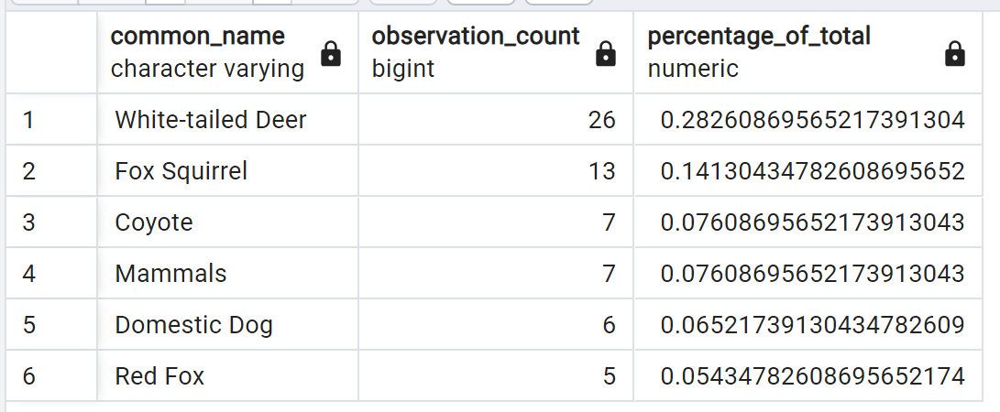 common_name observation_count percentage_of_total
character varying bigint numeric
1 White-tailed Deer 26 0.28260869565217391304
2 Fox Squirrel 13 0.14130434782608695652
3 Coyote 7 0.07608695652173913043
4 Mammals 7 0.07608695652173913043
5 Domestic Dog 6 0.06521739130434782609
6 Red Fox 5 0.05434782608695652174